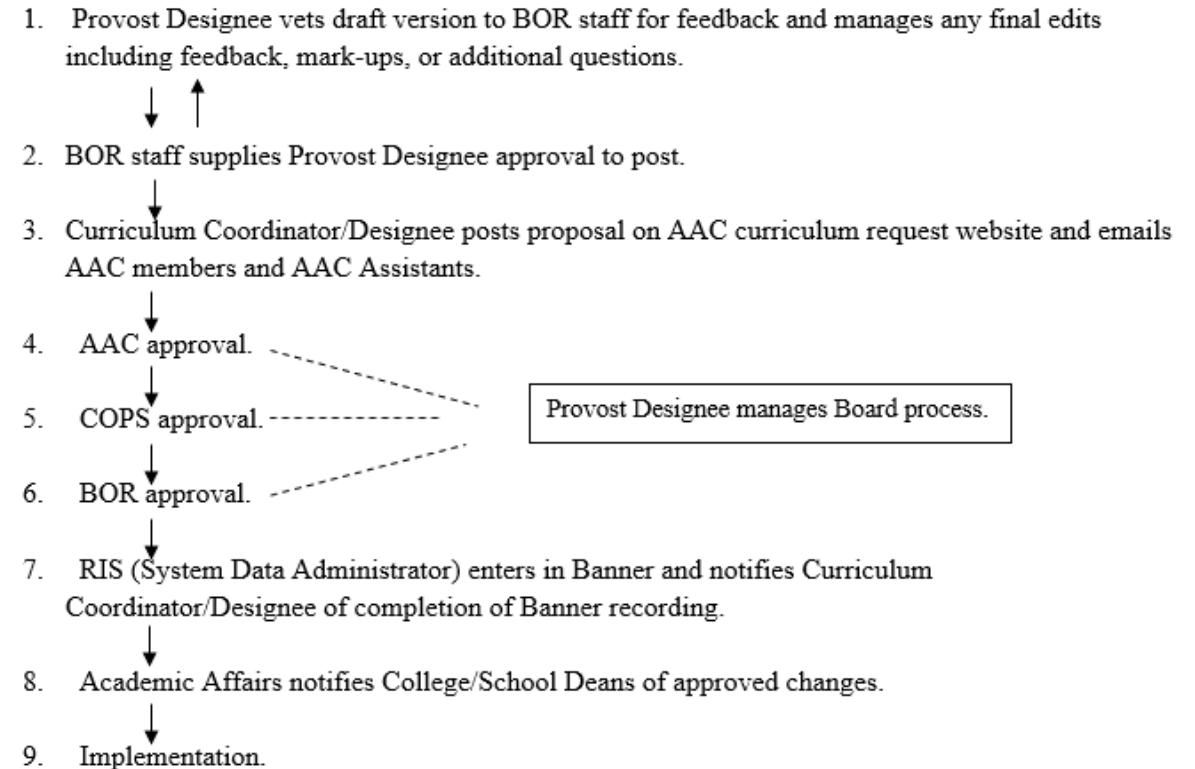 1. Provost Designee vets draft version to BOR staff for feedback and manages any final edits
including feedback, mark-ups, or additional questions.
2. BOR staff supplies Provost Designee approval to post.
3. Curriculum Coordinator/Designee posts proposal on AAC curriculum request website and emails
AAC members and AAC Assistants.
4. AAC approval.
5. COPS approval.
Provost Designee manages Board process.
6. BOR approval.
7. RIS (System Data Administrator) enters in Banner and notifies Curriculum
Coordinator/Designee of completion of Banner recording.
8. Academic Affairs notifies College/School Deans of approved changes.
9. Implementation.